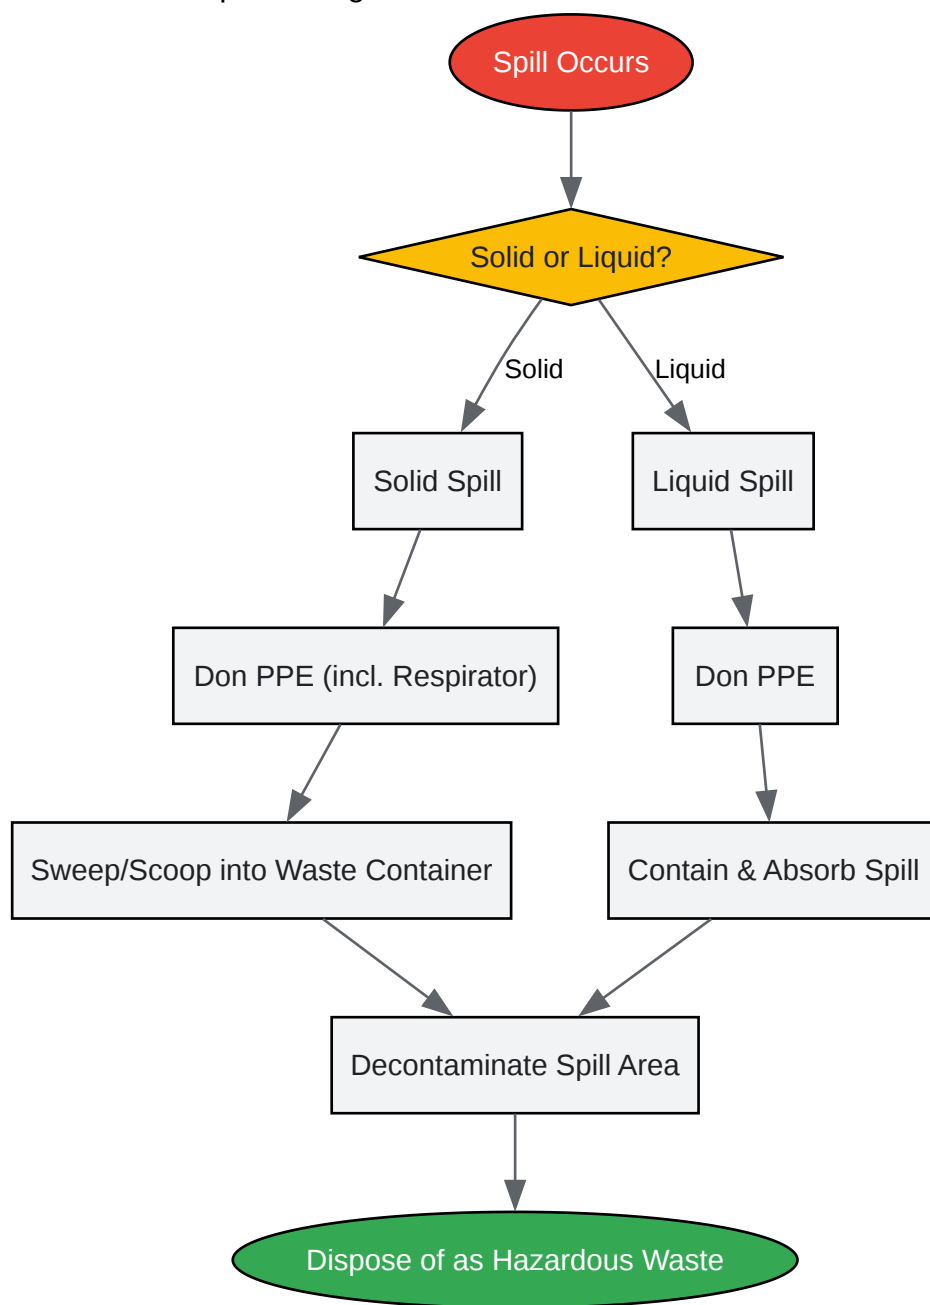 Spill Occurs
Solid or Liquid?
Solid
Liquid
Solid Spill
Liquid Spill
Don PPE (incl. Respirator)
Don PPE
Sweep/Scoop into Waste Container
Contain & Absorb Spill
Decontaminate Spill Area
Dispose of as Hazardous Waste